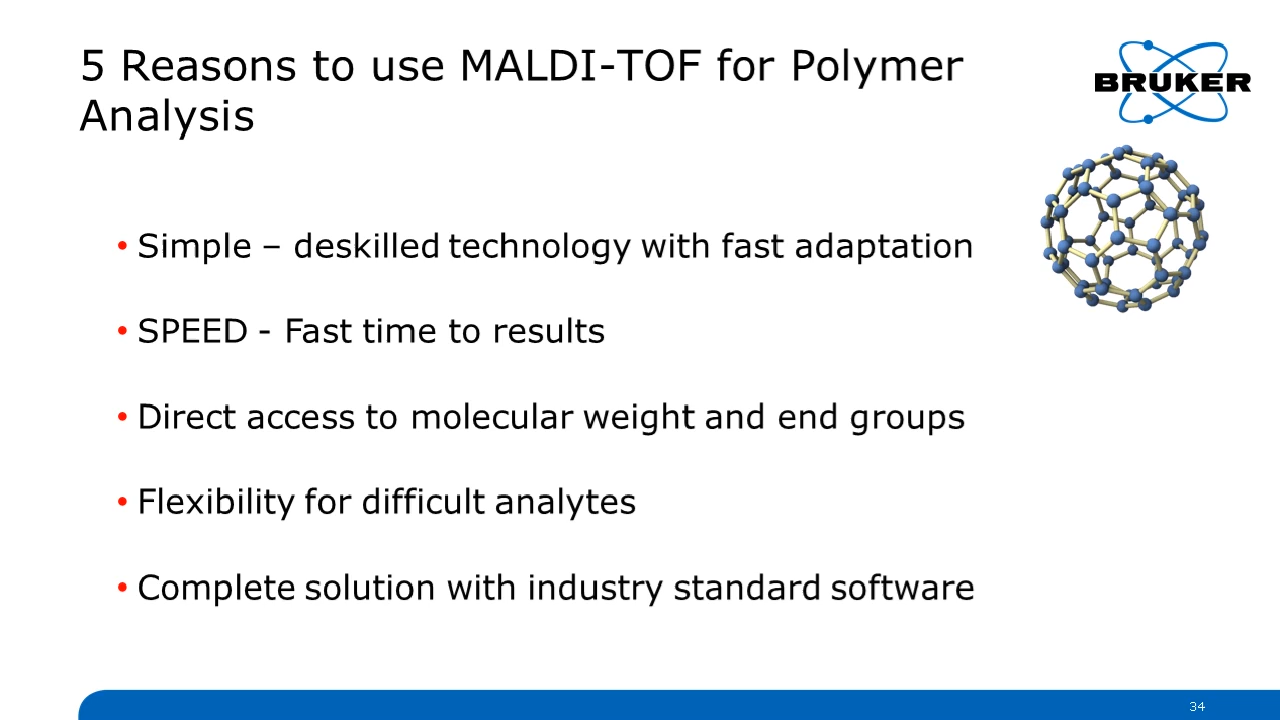 5 Reasons to use MALDI-TOF for Polymer
Analysis
BRUKER
• Simple – deskilled technology with fast adaptation
• SPEED - Fast time to results
• Direct access to molecular weight and end groups
• Flexibility for difficult analytes
• Complete solution with industry standard software
34